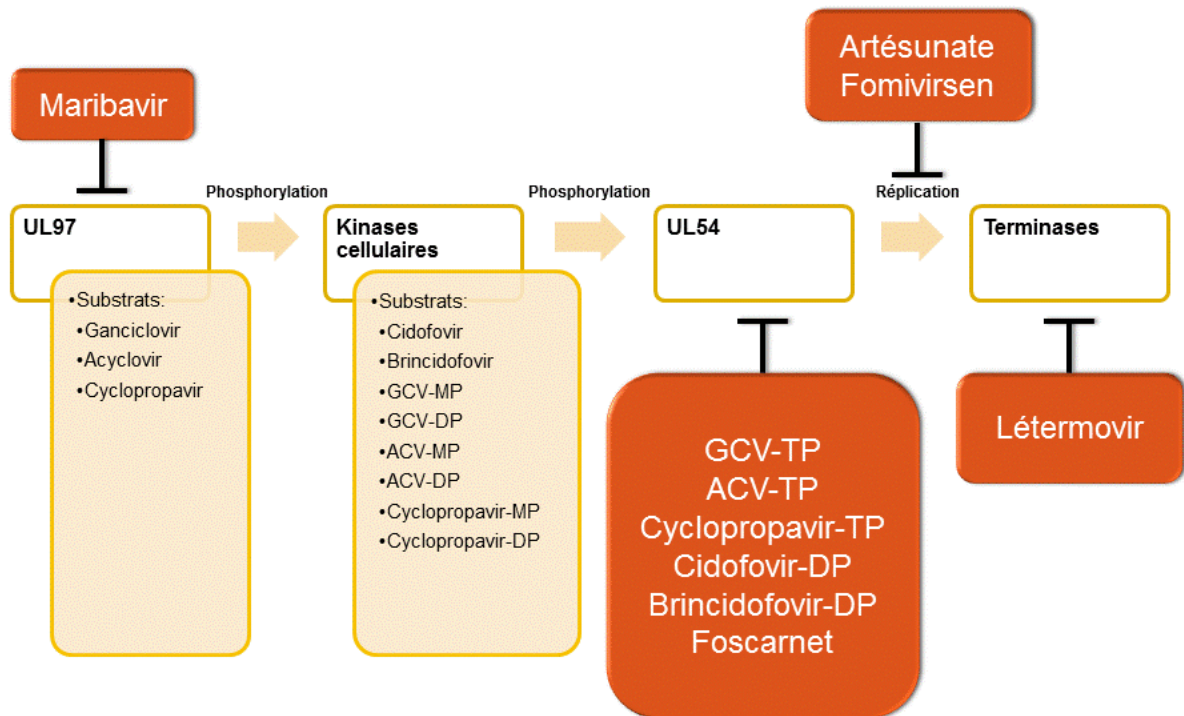 Maribavir
Artésunate
Fomivirsen
Phosphorylation
Phosphorylation
Réplication
UL97
Kinases
cellulaires
UL54
Terminases
•Substrats:
•Ganciclovir
•Acyclovir
•Cyclopropavir
•Substrats:
•Cidofovir
•Brincidofovir
•GCV-MP
•GCV-DP
•ACV-MP
•ACV-DP
•Cyclopropavir-MP
•Cyclopropavir-DP
GCV-TP
ACV-TP
Cyclopropavir-TP
Cidofovir-DP
Brincidofovir-DP
Foscarnet
Létermovir